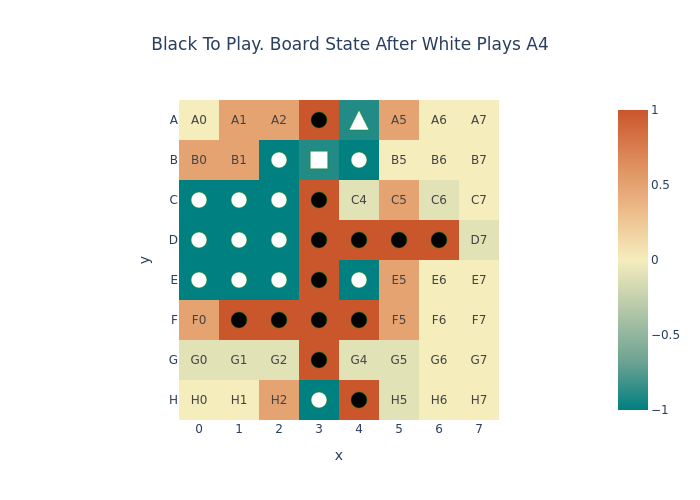 Black To Play. Board State After White Plays A4
A A0 A1 A2 A5 A6 A7
B B0 B1 B5 B6 B7
C C4 C5 C6 C7
D D7
E E5 E6 E7
F F0 F5 F6 F7
G G0 G1 G2 G4 G5 G6 G7
H H0 H1 H2 H5 H6 H7
0 1 2 3 4 5 6 7
x
y
1
0.5
0
−0.5
−1